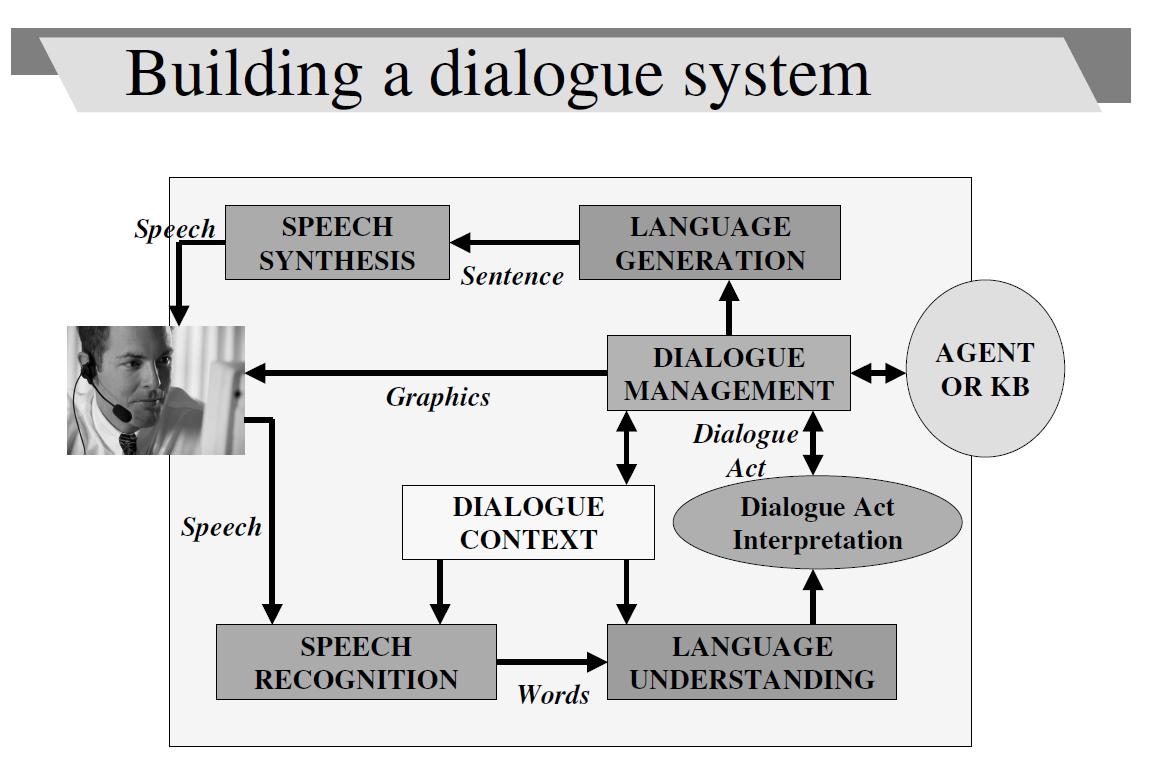 Building a dialogue system
Speech
SPEECH
SYNTHESIS
Sentence
LANGUAGE
GENERATION
Graphics
DIALOGUE
MANAGEMENT
AGENT
OR KB
Dialogue
Act
Speech
DIALOGUE
CONTEXT
Dialogue Act
Interpretation
SPEECH
RECOGNITION
Words
LANGUAGE
UNDERSTANDING